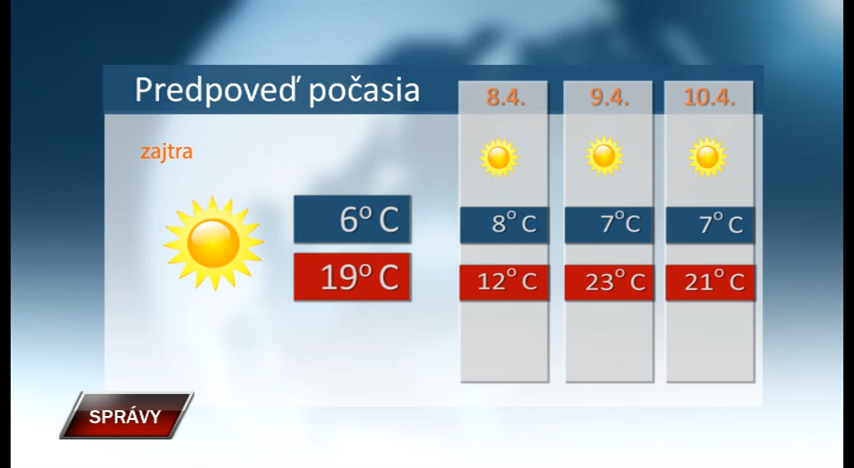 Predpoveď počasia
zajtra
6° C
19° C
8.4.
8° C
12° C
9.4.
7°C
23° C
10.4.
7° C
21° C
SPRÁVY